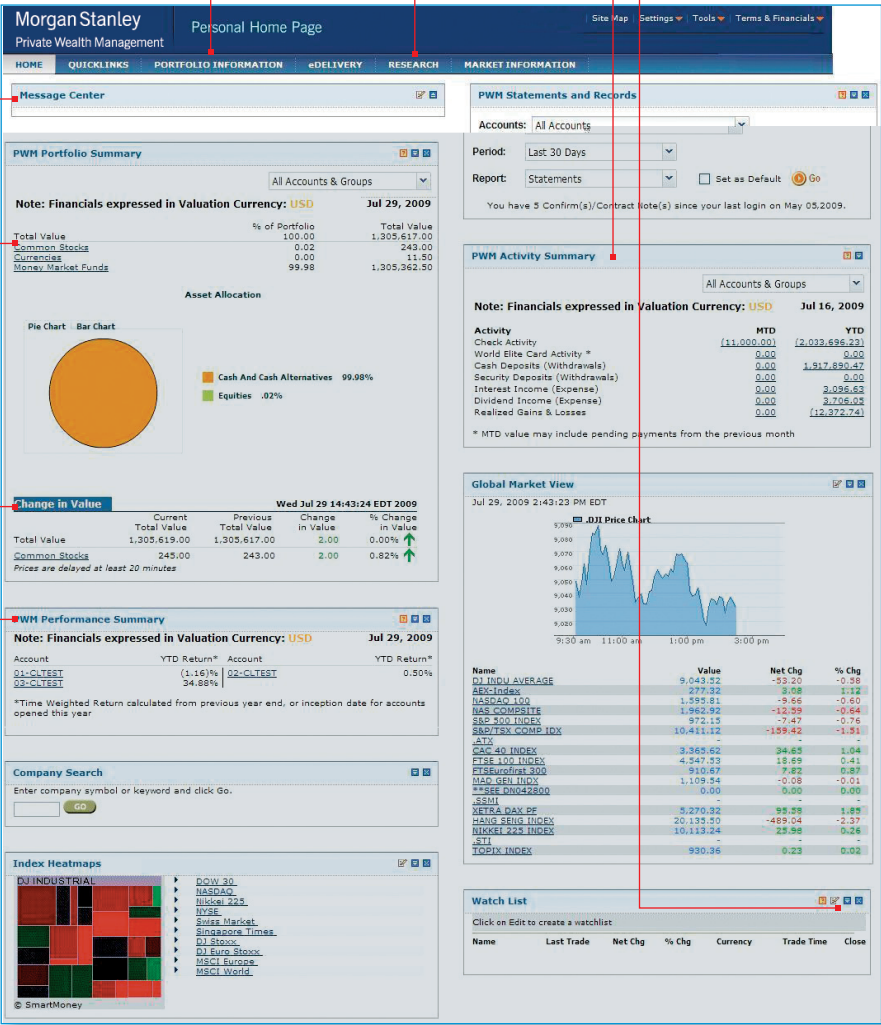 Morgan Stanley
Private Wealth Management
Personal Home Page
Site Map | Settings | Tools | Terms & Financials
HOME QUICKLINKS PORTFOLIO INFORMATION eDELIVERY RESEARCH MARKET INFORMATION
Message Center
PWM Portfolio Summary
All Accounts & Groups
Note: Financials expressed in Valuation Currency: USD Jul 29, 2009
% of Portfolio Total Value
Total Value 100.00 1,305,617.00
Common Stocks 0.02 243.00
Currencies 0.00 11.50
Money Market Funds 99.98 1,305,362.50
Asset Allocation
Pie Chart Bar Chart
Cash And Cash Alternatives 99.98%
Equities .02%
Change in Value Wed Jul 29 14:43:24 EDT 2009
Current Previous Change % Change
Total Value Total Value in Value in Value
Total Value 1,305,619.00 1,305,617.00 2.00 0.00%
Common Stocks 245.00 243.00 2.00 0.82%
Prices are delayed at least 20 minutes
PWM Performance Summary
Note: Financials expressed in Valuation Currency: USD Jul 29, 2009
Account YTD Return* Account YTD Return*
01-CLTEST (1.16)% 02-CLTEST 0.50%
03-CLTEST 34.88%
*Time Weighted Return calculated from previous year end, or inception date for accounts
opened this year
Company Search
Enter company symbol or keyword and click Go.
GO
Index Heatmaps
DJ INDUSTRIAL
DOW 30
NASDAQ
Nikkei 225
NYSE
Swiss Market
Singapore Times
DJ Stoxx
DJ Euro Stoxx
MSCI Europe
MSCI World
© SmartMoney
PWM Statements and Records
Accounts: All Accounts
Period: Last 30 Days
Report: Statements Set as Default Go
You have 5 Confirm(s)/Contract Note(s) since your last login on May 05,2009.
PWM Activity Summary
All Accounts & Groups
Note: Financials expressed in Valuation Currency: USD Jul 16, 2009
Activity MTD YTD
Check Activity (11,000.00) (2,033,696.23)
World Elite Card Activity * 0.00 0.00
Cash Deposits (Withdrawals) 0.00 1,917,890.47
Security Deposits (Withdrawals) 0.00 0.00
Interest Income (Expense) 0.00 3,096.63
Dividend Income (Expense) 0.00 3,706.05
Realized Gains & Losses 0.00 (12,372.74)
* MTD value may include pending payments from the previous month
Global Market View
Jul 29, 2009 2:43:23 PM EDT
.DJI Price Chart
9,090
9,080
9,070
9,060
9,050
9,040
9,030
9,020
9:30 am 11:00 am 1:00 pm 3:00 pm
Name Value Net Chg % Chg
DJ INDU AVERAGE 9,043.52 -53.20 -0.58
AEX-Index 277.32 3.08 1.12
NASDAQ 100 1,595.81 -9.66 -0.60
NAS COMPSITE 1,962.92 -12.59 -0.64
S&P 500 INDEX 972.15 -7.47 -0.76
S&P/TSX COMP IDX 10,411.12 -159.42 -1.51
.ATX - - -
CAC 40 INDEX 3,365.62 34.65 1.04
FTSE 100 INDEX 4,547.53 18.69 0.41
FTSEurofirst 300 910.67 7.82 0.87
MAD GEN INDX 1,109.54 -0.08 -0.01
**SEE DN042800 0.00 0.00 0.00
.SSMI - - -
XETRA DAX PF 5,270.32 95.58 1.85
HANG SENG INDEX 20,135.50 -489.04 -2.37
NIKKEI 225 INDEX 10,113.24 25.98 0.26
.STI - - -
TOPIX INDEX 930.36 0.23 0.02
Watch List
Click on Edit to create a watchlist
Name Last Trade Net Chg % Chg Currency Trade Time Close